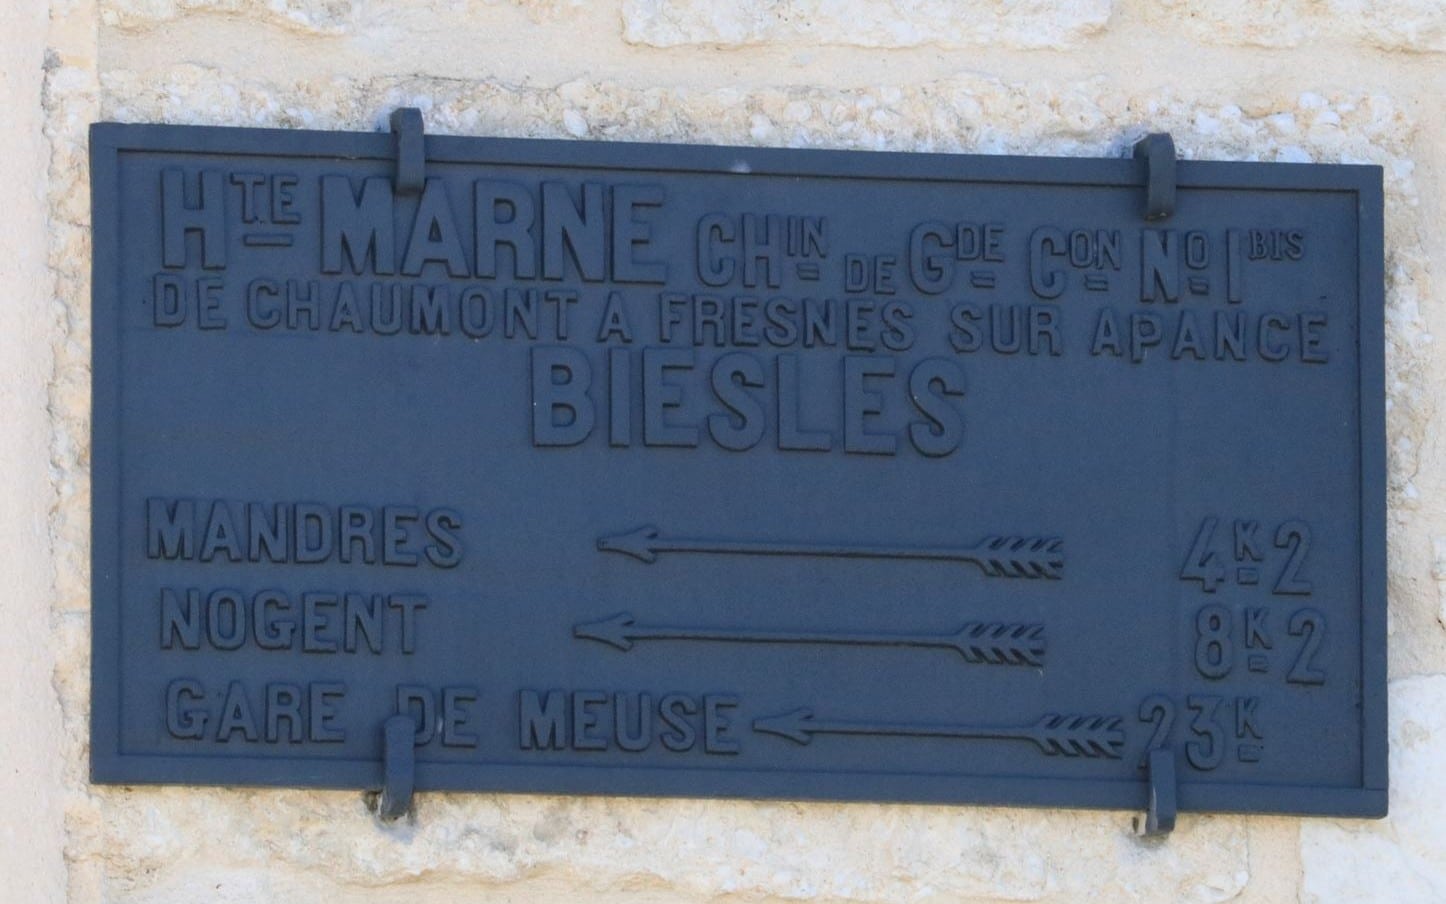 HTE MARNE CHIN DE GDE CON NO 1BIS
DE CHAUMONT A FRESNES SUR APANCE
BIESLES
MANDRES 4K2
NOGENT 8K2
GARE DE MEUSE 23K